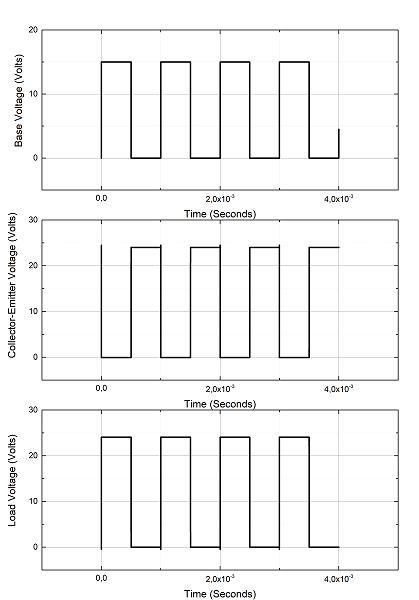 Base Voltage (Volts)
20
10
0
0,0
2,0x10⁻³
4,0x10⁻³
Time (Seconds)
Collector-Emitter Voltage (Volts)
30
20
10
0
0,0
2,0x10⁻³
4,0x10⁻³
Time (Seconds)
Load Voltage (Volts)
30
20
10
0
0,0
2,0x10⁻³
4,0x10⁻³
Time (Seconds)